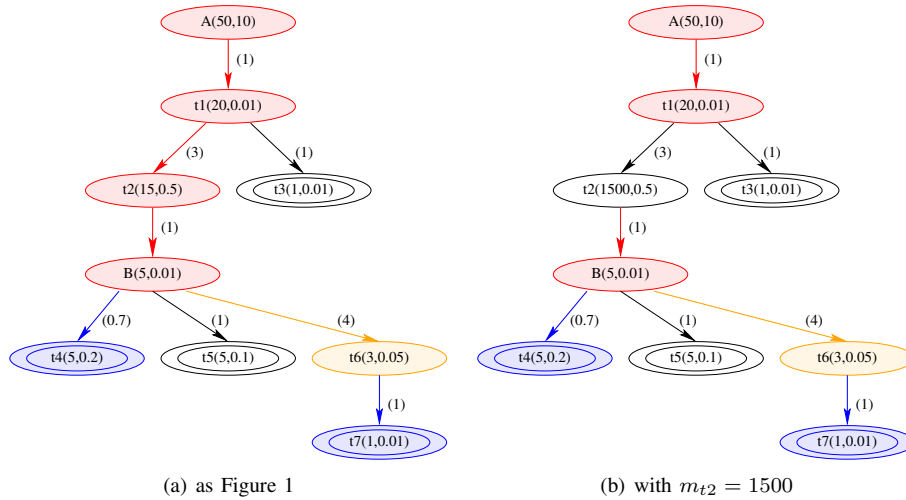 A(50,10)
(1)
t1(20,0.01)
(3)
(1)
t2(15,0.5)
t3(1,0.01)
(1)
B(5,0.01)
(0.7)
(1)
(4)
t4(5,0.2)
t5(5,0.1)
t6(3,0.05)
(1)
t7(1,0.01)
(a) as Figure 1
A(50,10)
(1)
t1(20,0.01)
(3)
(1)
t2(1500,0.5)
t3(1,0.01)
(1)
B(5,0.01)
(0.7)
(1)
(4)
t4(5,0.2)
t5(5,0.1)
t6(3,0.05)
(1)
t7(1,0.01)
(b) with m_{t2} = 1500